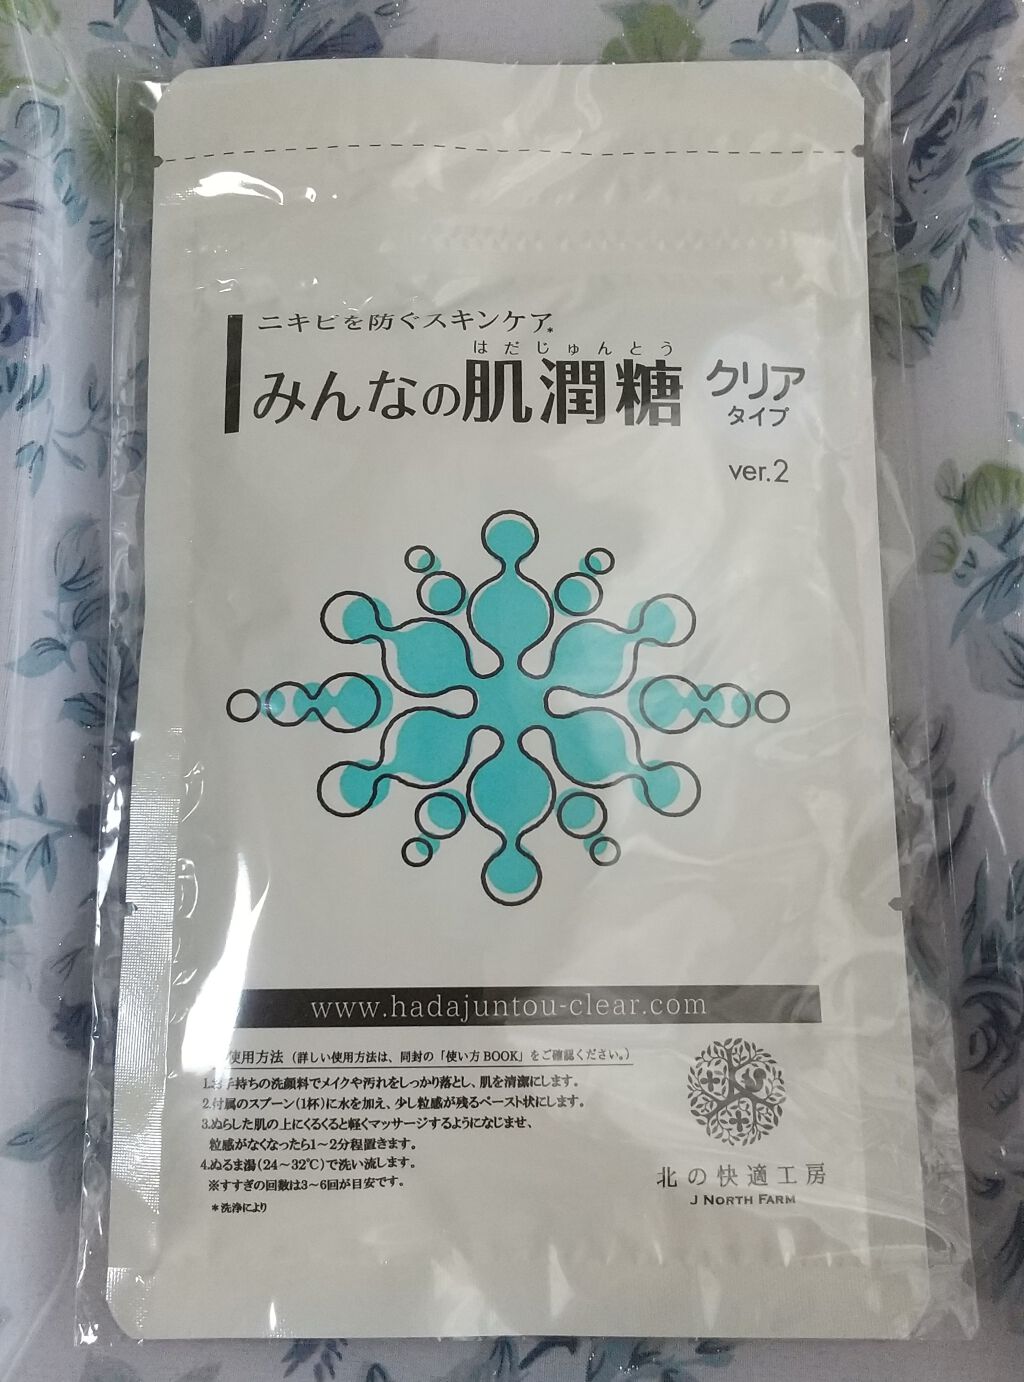 ニキビを防ぐスキンケア*
はだじゅんとう
みんなの肌潤糖 クリア
タイプ
ver.2
www.hadajuntou-clear.com
使用方法（詳しい使用方法は、同封の「使い方BOOK」をご確認ください。）
1.お手持ちの洗顔料でメイクや汚れをしっかり落とし、肌を清潔にします。
2.付属のスプーン(1杯)に水を加え、少し粒感が残るペースト状にします。
3.ぬらした肌の上にくるくると軽くマッサージするようになじませ、
粒感がなくなったら1〜2分程置きます。
4.ぬるま湯(24〜32℃)で洗い流します。
※すすぎの回数は3〜6回が目安です。
＊洗浄により
北の快適工房
J NORTH FARM